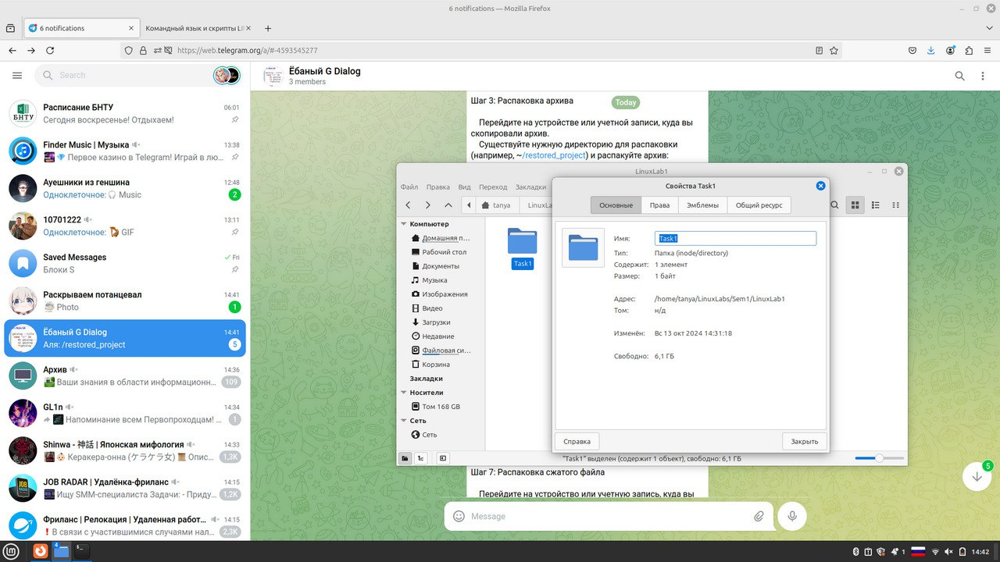 6 notifications — Mozilla Firefox
6 notifications
Командный язык и скрипты LI
https://web.telegram.org/a/#-4593545277
Search
Расписание БНТУ 06:01
Сегодня воскресенье! Отдыхаем!
Finder Music | Музыка 13:38
Первое казино в Telegram! Играй в лю...
Ауешники из геншина 12:48
Одноклеточное: Music 2
10701222 13:11
Одноклеточное: GIF
Saved Messages Fri
Блоки S
Раскрываем потанцевал 14:41
Photo 1
Ёбаный G Dialog 14:41
Аля: /restored_project 5
Архив 14:36
Ваши знания в области информационн... 109
GL1n 14:34
Напоминание всем Первопроходцам! ... 1
Shinwa - 神話 | Японская мифология 14:33
Керакера-онна (ケラケラ女) Опис... 1,3K
JOB RADAR | Удалёнка-фриланс 14:15
Ищу SMM-специалиста Задачи: - Приду... 1,2K
Фриланс | Релокация | Удаленная работ... 14:15
В связи с участившимися случаями нал... 2,3K
Ёбаный G Dialog
3 members
Шаг 3: Распаковка архива
Today
Перейдите на устройстве или учетной записи, куда вы
скопировали архив.
Существуйте нужную директорию для распаковки
(например, ~/restored_project) и распакуйте архив:
LinuxLab1
Файл Правка Вид Переход Закладки
tanya LinuxLa
Компьютер
Домашняя п...
Рабочий стол
Документы
Музыка
Изображения
Видео
Загрузки
Недавние
Файловая си...
Корзина
Закладки
Носители
Том 168 GB
Сеть
Сеть
Task1
Свойства Task1
Основные Права Эмблемы Общий ресурс
Имя: Task1
Тип: Папка (inode/directory)
Содержит: 1 элемент
Размер: 1 байт
Адрес: /home/tanya/LinuxLabs/Sem1/LinuxLab1
Том: н/д
Изменён: Вс 13 окт 2024 14:31:18
Свободно: 6,1 ГБ
Справка Закрыть
"Task1" выделен (содержит 1 объект), свободно: 6,1 ГБ
Шаг 7: Распаковка сжатого файла
Перейдите на устройство или учетную запись, куда вы
5
Message
4
1 14:42